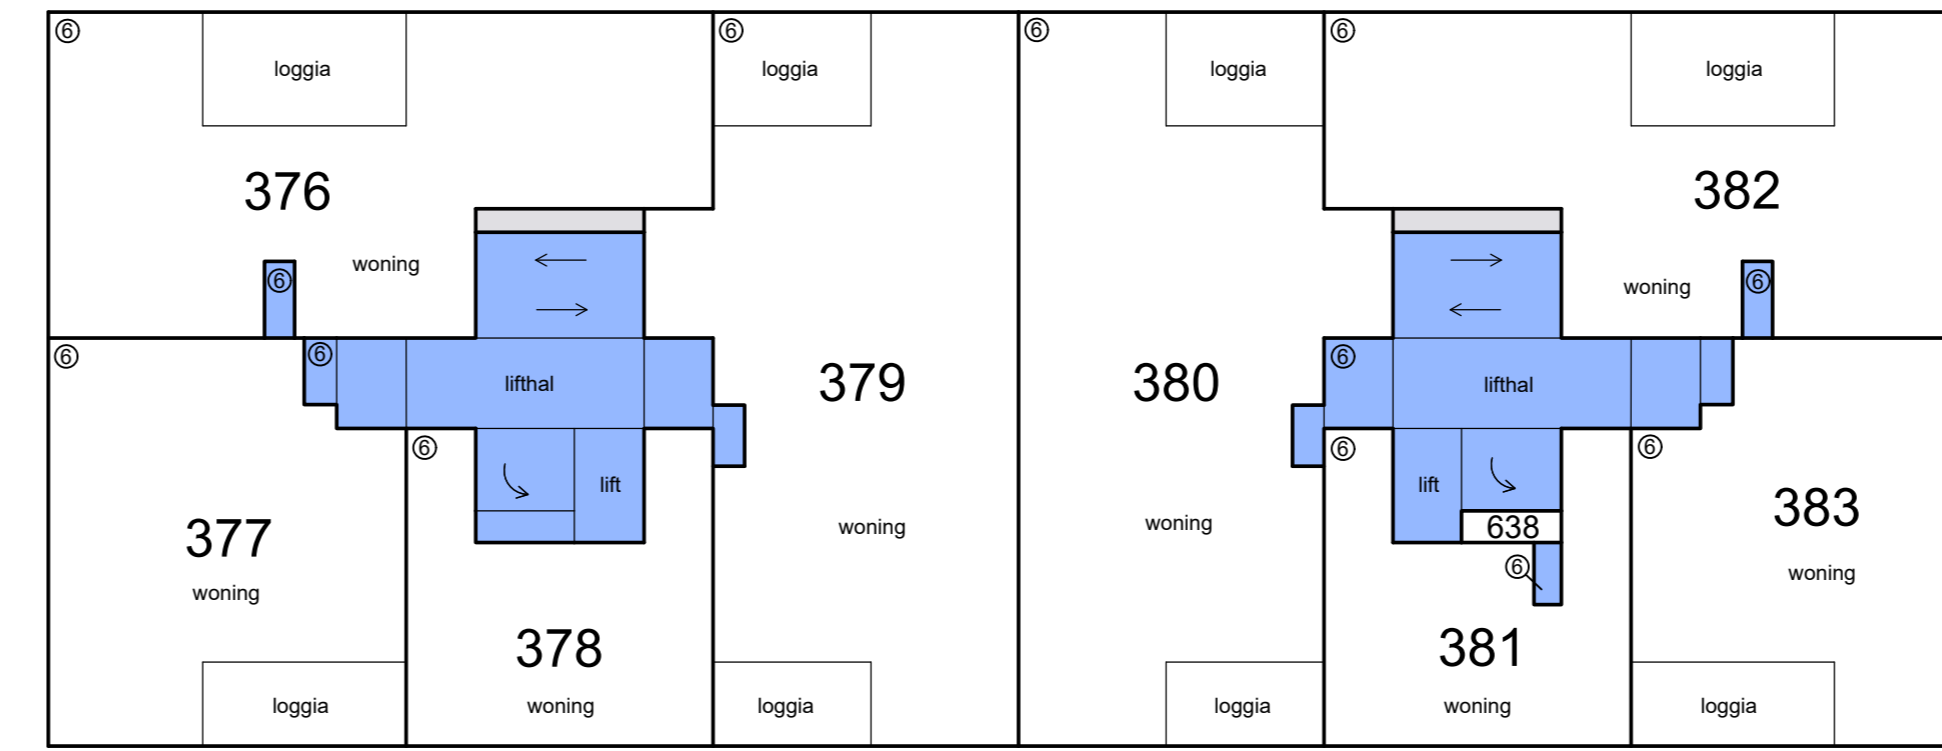 ⑥ ⑥ ⑥ ⑥
loggia loggia loggia loggia
376 382
woning ⑥ woning ⑥
⑥ ⑥ ⑥
lifthal 379 380 lifthal
⑥ ⑥ ⑥
lift lift
377 woning woning 638 383
⑥
woning woning
378 381
loggia woning loggia loggia woning loggia